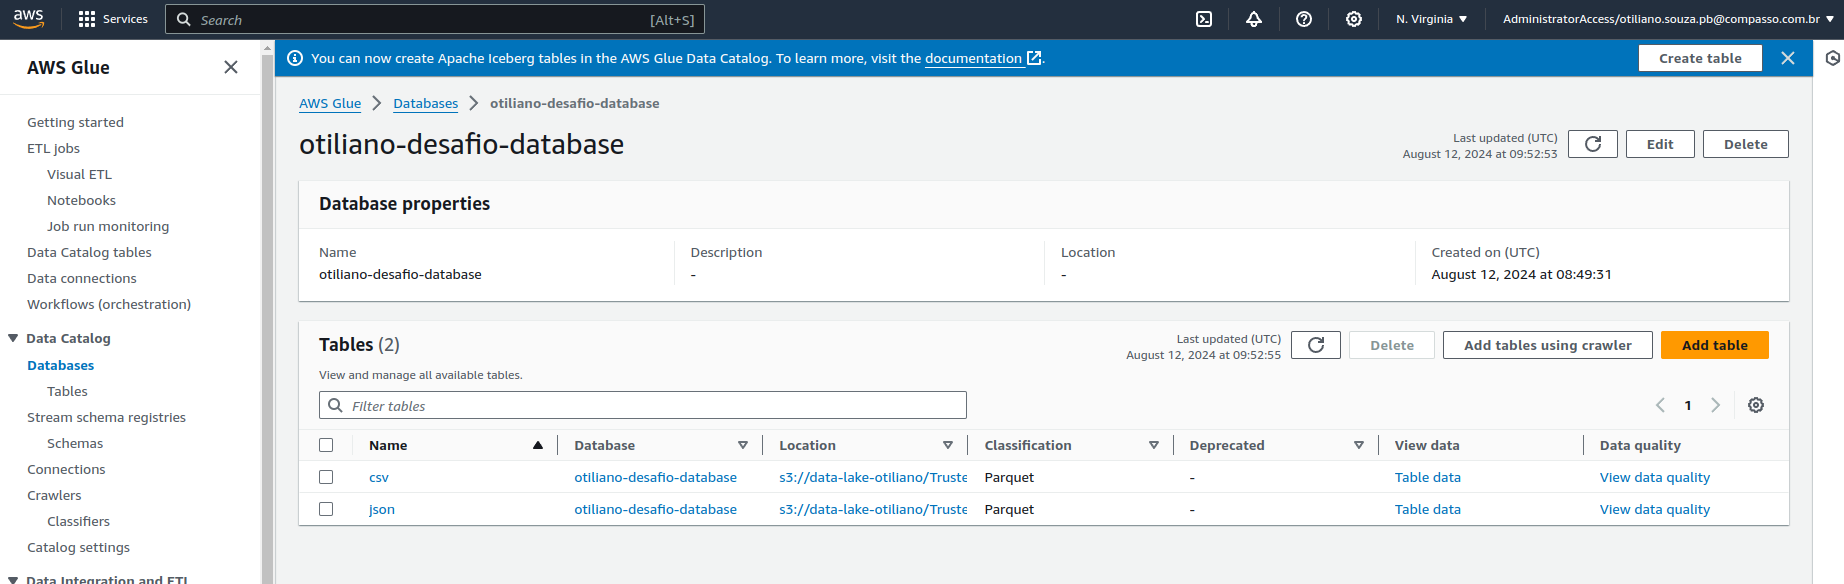 aws
Services
Search
[Alt+S]
N. Virginia
AdministratorAccess/otiliano.souza.pb@compasso.com.br
AWS Glue
Getting started
ETL jobs
Visual ETL
Notebooks
Job run monitoring
Data Catalog tables
Data connections
Workflows (orchestration)
Data Catalog
Databases
Tables
Stream schema registries
Schemas
Connections
Crawlers
Classifiers
Catalog settings
Data Integration and ETL
You can now create Apache Iceberg tables in the AWS Glue Data Catalog. To learn more, visit the documentation.
Create table
AWS Glue > Databases > otiliano-desafio-database
otiliano-desafio-database
Last updated (UTC)
August 12, 2024 at 09:52:53
Edit
Delete
Database properties
Name
otiliano-desafio-database
Description
-
Location
-
Created on (UTC)
August 12, 2024 at 08:49:31
Tables (2)
Last updated (UTC)
August 12, 2024 at 09:52:55
Delete
Add tables using crawler
Add table
View and manage all available tables.
Filter tables
1
Name Database Location Classification Deprecated View data Data quality
csv otiliano-desafio-database s3://data-lake-otiliano/Truste Parquet - Table data View data quality
json otiliano-desafio-database s3://data-lake-otiliano/Truste Parquet - Table data View data quality